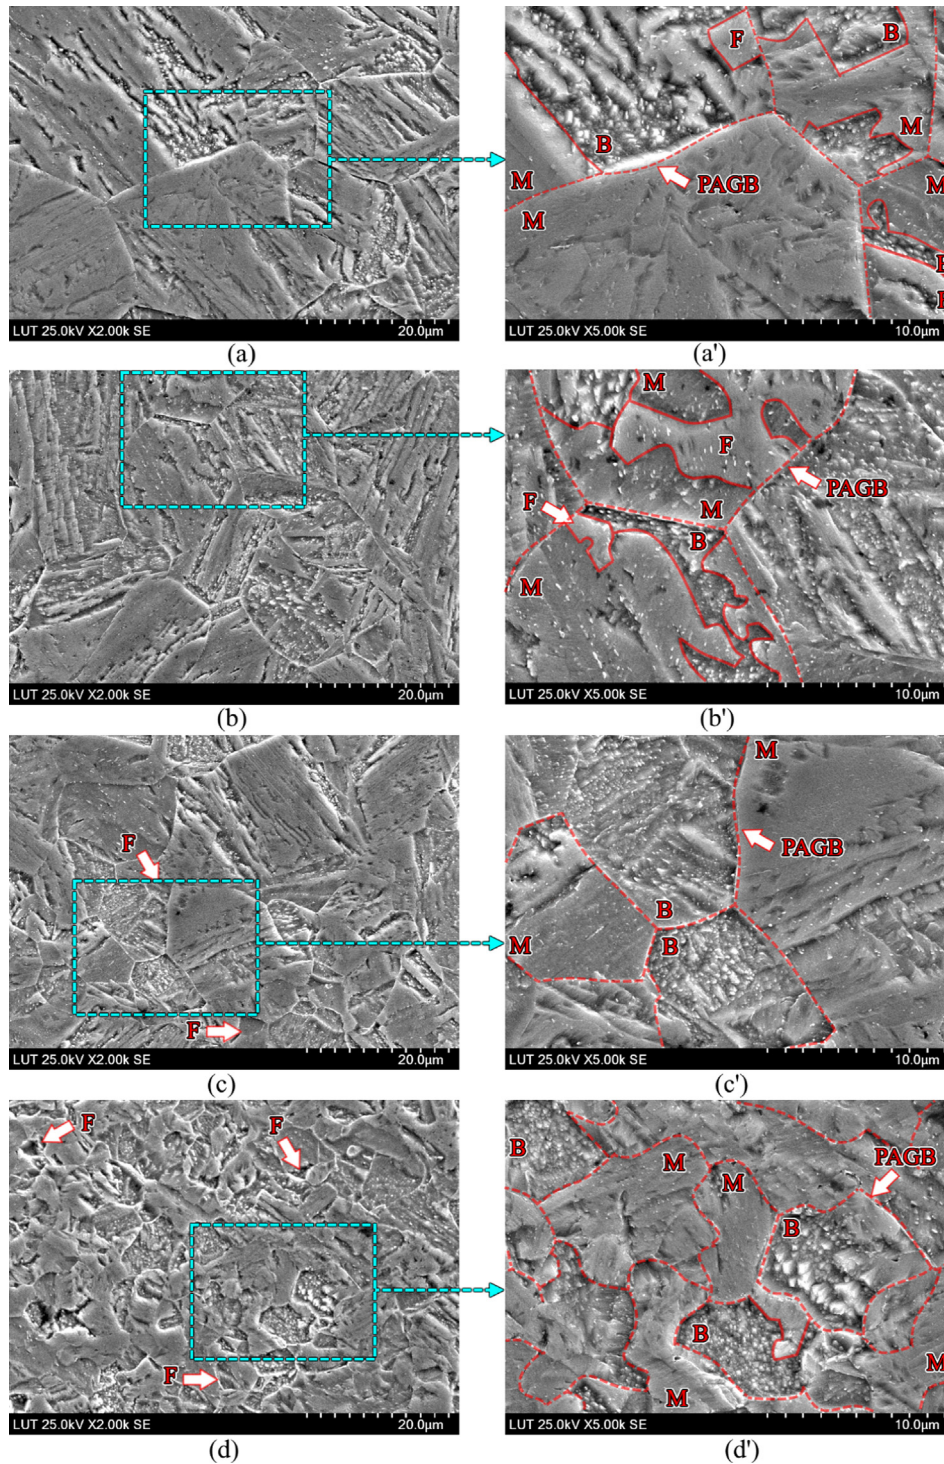 F
B
B
M
M
PAGB
M
M
LUT 25.0kV X2.00k SE
20.0μm
LUT 25.0kV X5.00k SE
10.0μm
(a)
(a')
M
F
PAGB
F
M
B
M
LUT 25.0kV X2.00k SE
20.0μm
LUT 25.0kV X5.00k SE
10.0μm
(b)
(b')
M
F
PAGB
B
M
B
F
LUT 25.0kV X2.00k SE
20.0μm
LUT 25.0kV X5.00k SE
10.0μm
(c)
(c')
F
F
B
M
PAGB
M
B
B
M
F
M
LUT 25.0kV X2.00k SE
20.0μm
LUT 25.0kV X5.00k SE
10.0μm
(d)
(d')